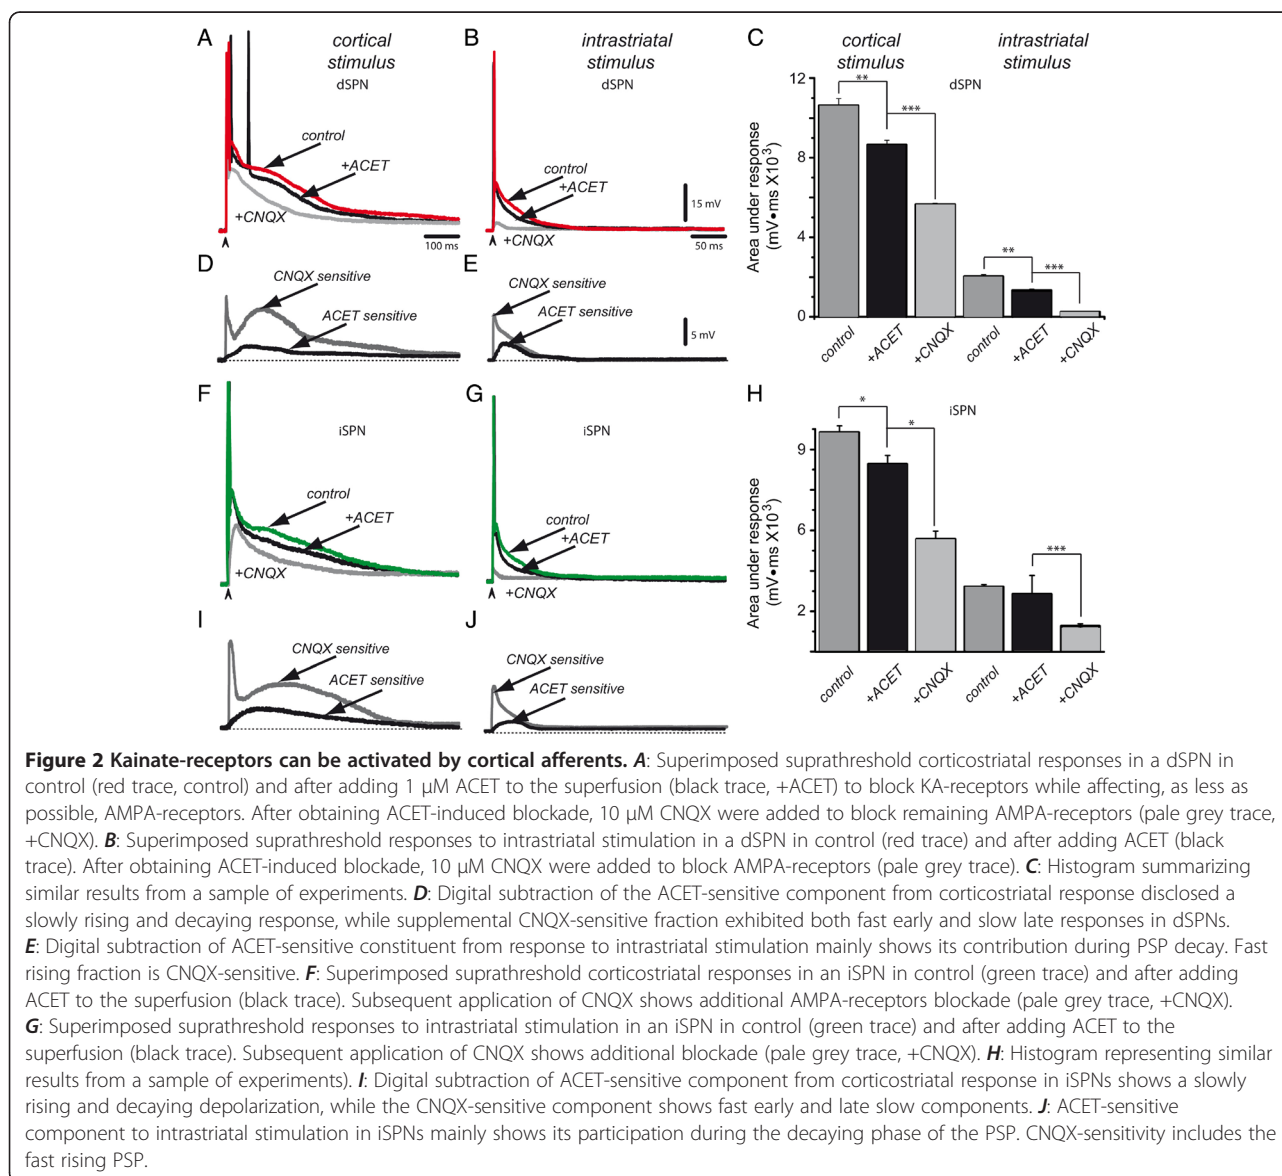 A
cortical
stimulus
dSPN
control
+ACET
+CNQX
100 ms
B
intrastriatal
stimulus
dSPN
control
+ACET
+CNQX
15 mV
50 ms
C
cortical
stimulus
intrastriatal
stimulus
dSPN
Area under response
(mV•ms X10³)
12
9
6
3
0
** *** ** ***
control +ACET +CNQX control +ACET +CNQX
D
CNQX sensitive
ACET sensitive
E
CNQX sensitive
ACET sensitive
5 mV
F
iSPN
control
+ACET
+CNQX
G
iSPN
control
+ACET
+CNQX
H
iSPN
Area under response
(mV•ms X10³)
9
6
2
* * ***
control +ACET +CNQX control +ACET +CNQX
I
CNQX sensitive
ACET sensitive
J
CNQX sensitive
ACET sensitive
Figure 2 Kainate-receptors can be activated by cortical afferents. A: Superimposed suprathreshold corticostriatal responses in a dSPN in
control (red trace, control) and after adding 1 μM ACET to the superfusion (black trace, +ACET) to block KA-receptors while affecting, as less as
possible, AMPA-receptors. After obtaining ACET-induced blockade, 10 μM CNQX were added to block remaining AMPA-receptors (pale grey trace,
+CNQX). B: Superimposed suprathreshold responses to intrastriatal stimulation in a dSPN in control (red trace) and after adding ACET (black
trace). After obtaining ACET-induced blockade, 10 μM CNQX were added to block AMPA-receptors (pale grey trace). C: Histogram summarizing
similar results from a sample of experiments. D: Digital subtraction of the ACET-sensitive component from corticostriatal response disclosed a
slowly rising and decaying response, while supplemental CNQX-sensitive fraction exhibited both fast early and slow late responses in dSPNs.
E: Digital subtraction of ACET-sensitive constituent from response to intrastriatal stimulation mainly shows its contribution during PSP decay. Fast
rising fraction is CNQX-sensitive. F: Superimposed suprathreshold corticostriatal responses in an iSPN in control (green trace) and after adding
ACET to the superfusion (black trace). Subsequent application of CNQX shows additional AMPA-receptors blockade (pale grey trace, +CNQX).
G: Superimposed suprathreshold responses to intrastriatal stimulation in an iSPN in control (green trace) and after adding ACET to the
superfusion (black trace). Subsequent application of CNQX shows additional blockade (pale grey trace, +CNQX). H: Histogram representing similar
results from a sample of experiments). I: Digital subtraction of ACET-sensitive component from corticostriatal response in iSPNs shows a slowly
rising and decaying depolarization, while the CNQX-sensitive component shows fast early and late slow components. J: ACET-sensitive
component to intrastriatal stimulation in iSPNs mainly shows its participation during the decaying phase of the PSP. CNQX-sensitivity includes the
fast rising PSP.